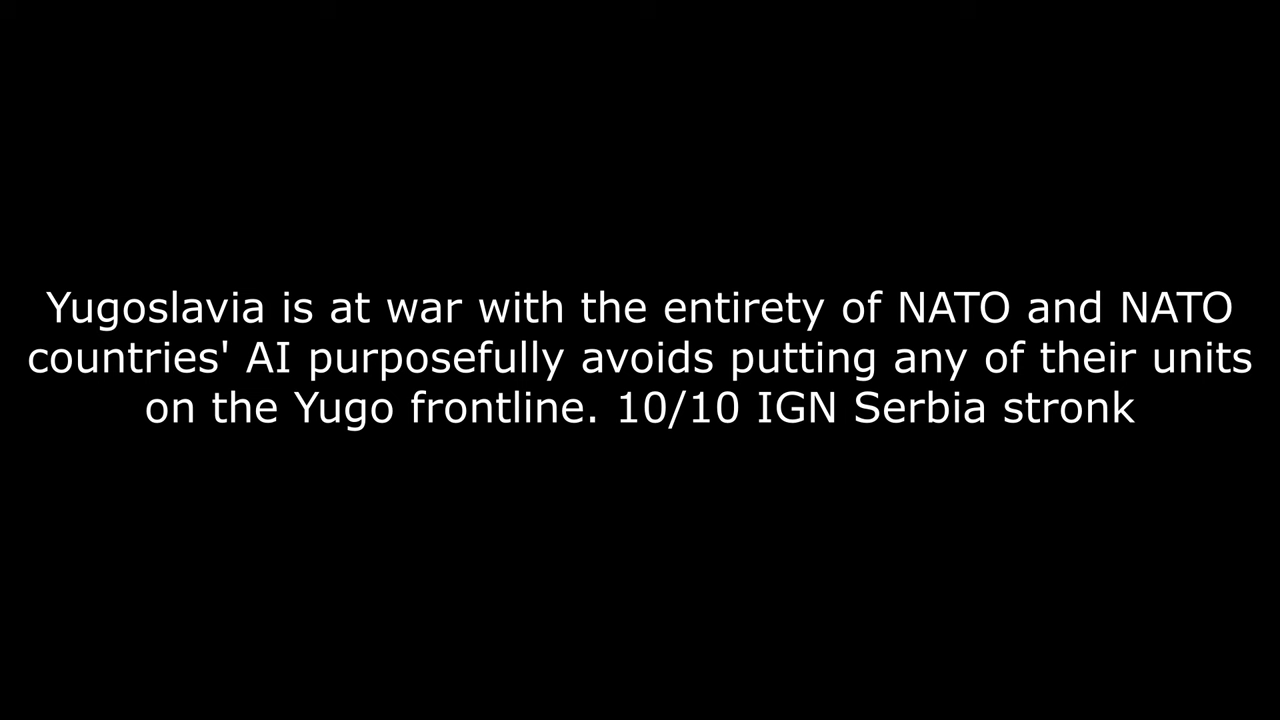 Yugoslavia is at war with the entirety of NATO and NATO
countries' AI purposefully avoids putting any of their units
on the Yugo frontline. 10/10 IGN Serbia stronk